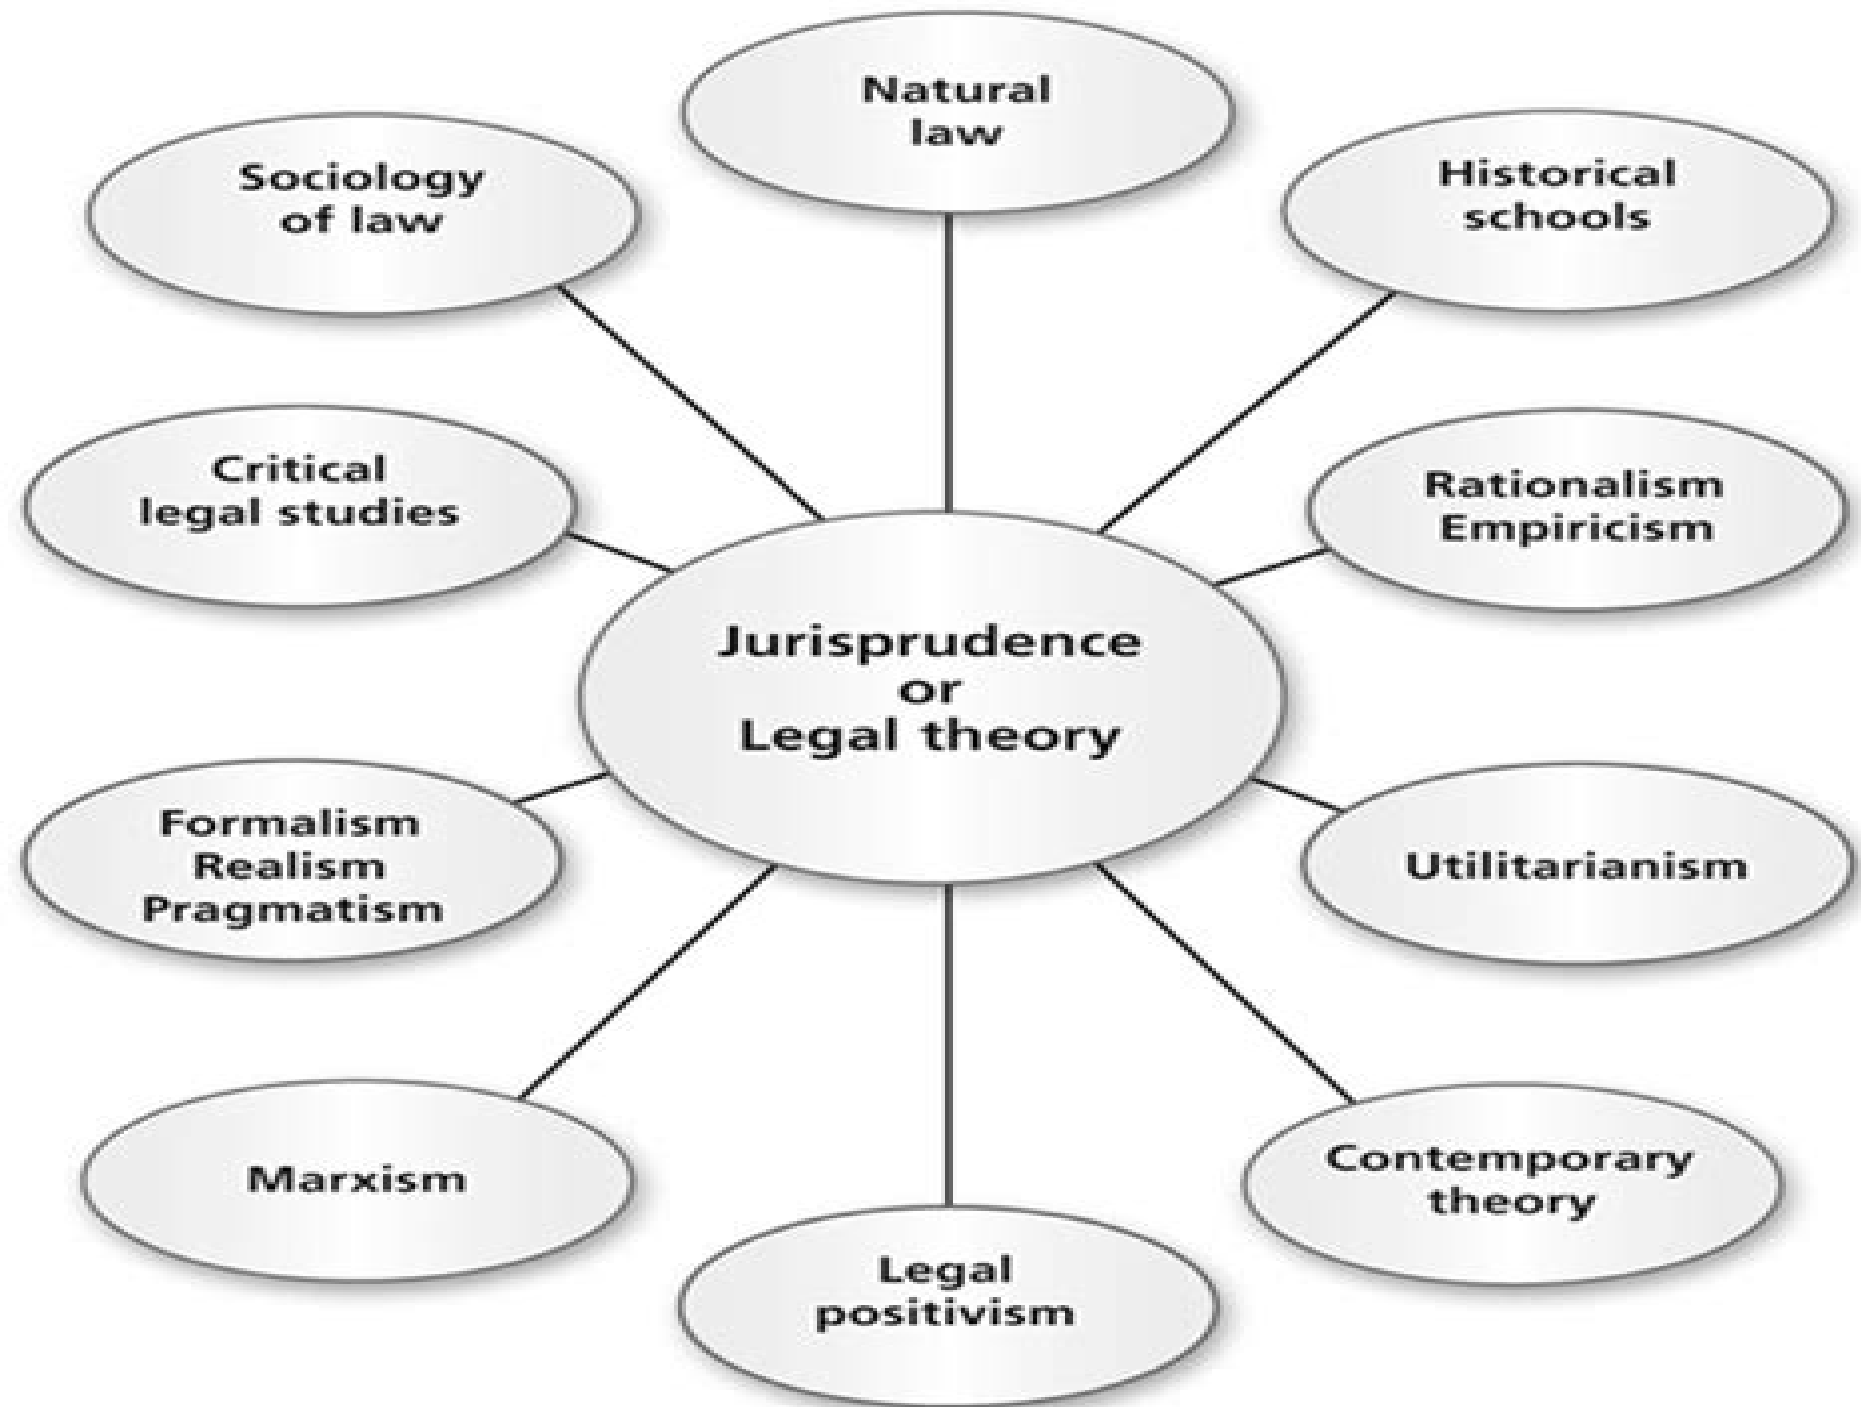 Natural
law
Sociology
of law
Historical
schools
Critical
legal studies
Rationalism
Empiricism
Jurisprudence
or
Legal theory
Formalism
Realism
Pragmatism
Utilitarianism
Marxism
Contemporary
theory
Legal
positivism